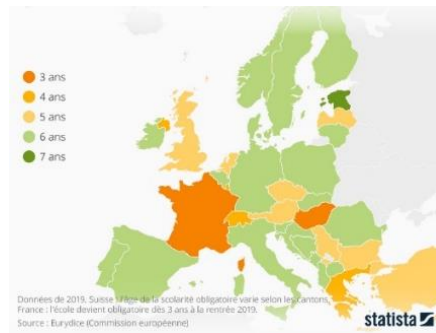 3 ans
4 ans
5 ans
6 ans
7 ans
Données de 2019. Suisse : l'âge de la scolarité obligatoire varie selon les cantons.
France : l'école devient obligatoire dès 3 ans à la rentrée 2019.
Source : Eurydice (Commission européenne)
statista